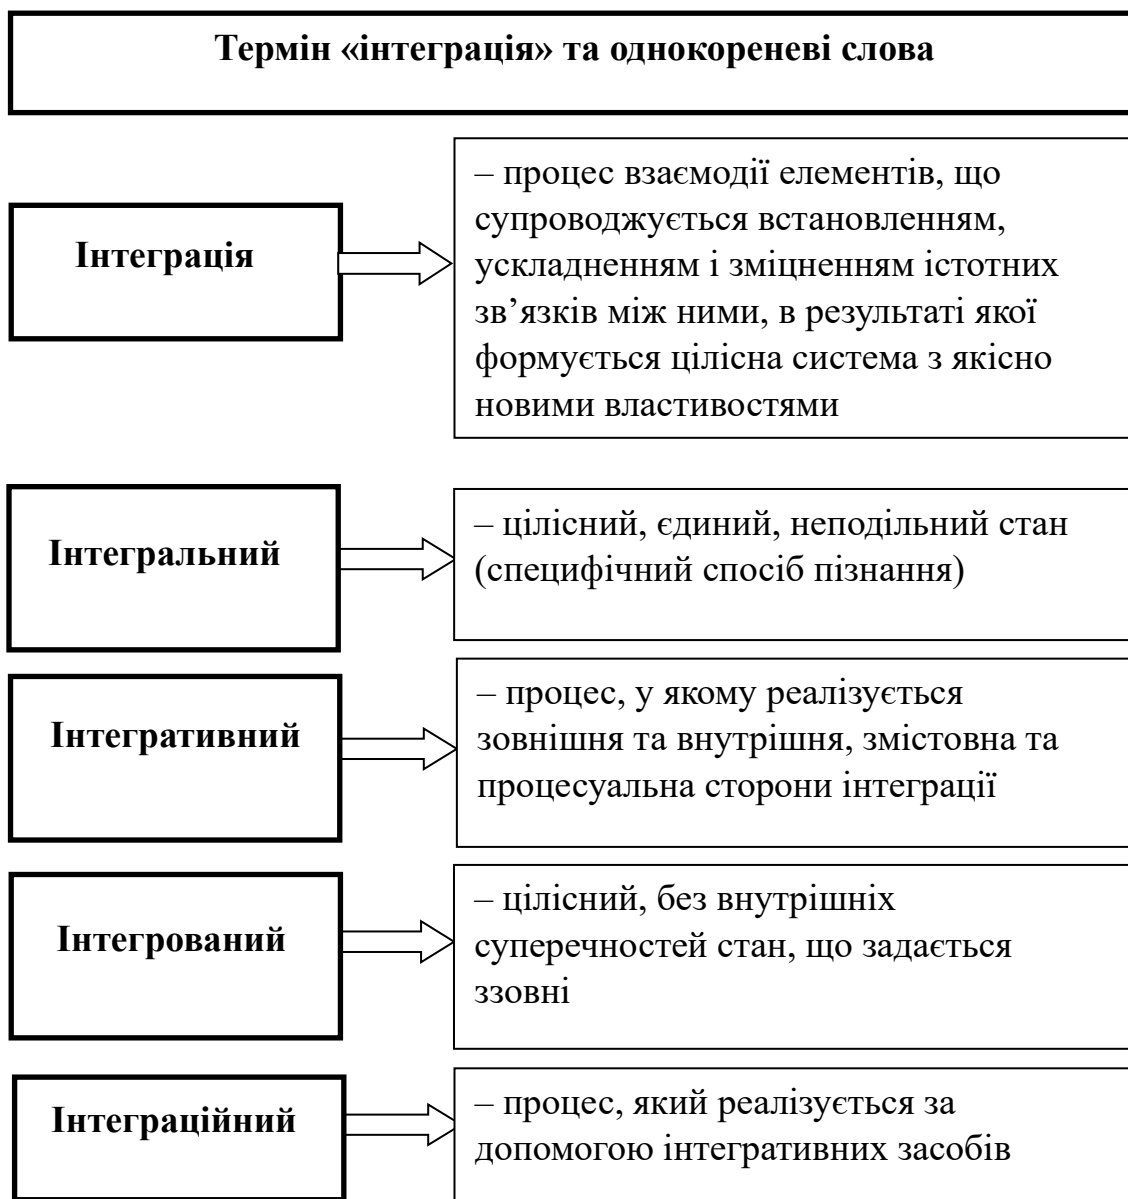 Термін «інтеграція» та однокореневі слова
Інтеграція
– процес взаємодії елементів, що
супроводжується встановленням,
ускладненням і зміцненням істотних
зв’язків між ними, в результаті якої
формується цілісна система з якісно
новими властивостями
Інтегральний
– цілісний, єдиний, неподільний стан
(специфічний спосіб пізнання)
Інтегративний
– процес, у якому реалізується
зовнішня та внутрішня, змістовна та
процесуальна сторони інтеграції
Інтегрований
– цілісний, без внутрішніх
суперечностей стан, що задається
ззовні
Інтеграційний
– процес, який реалізується за
допомогою інтегративних засобів